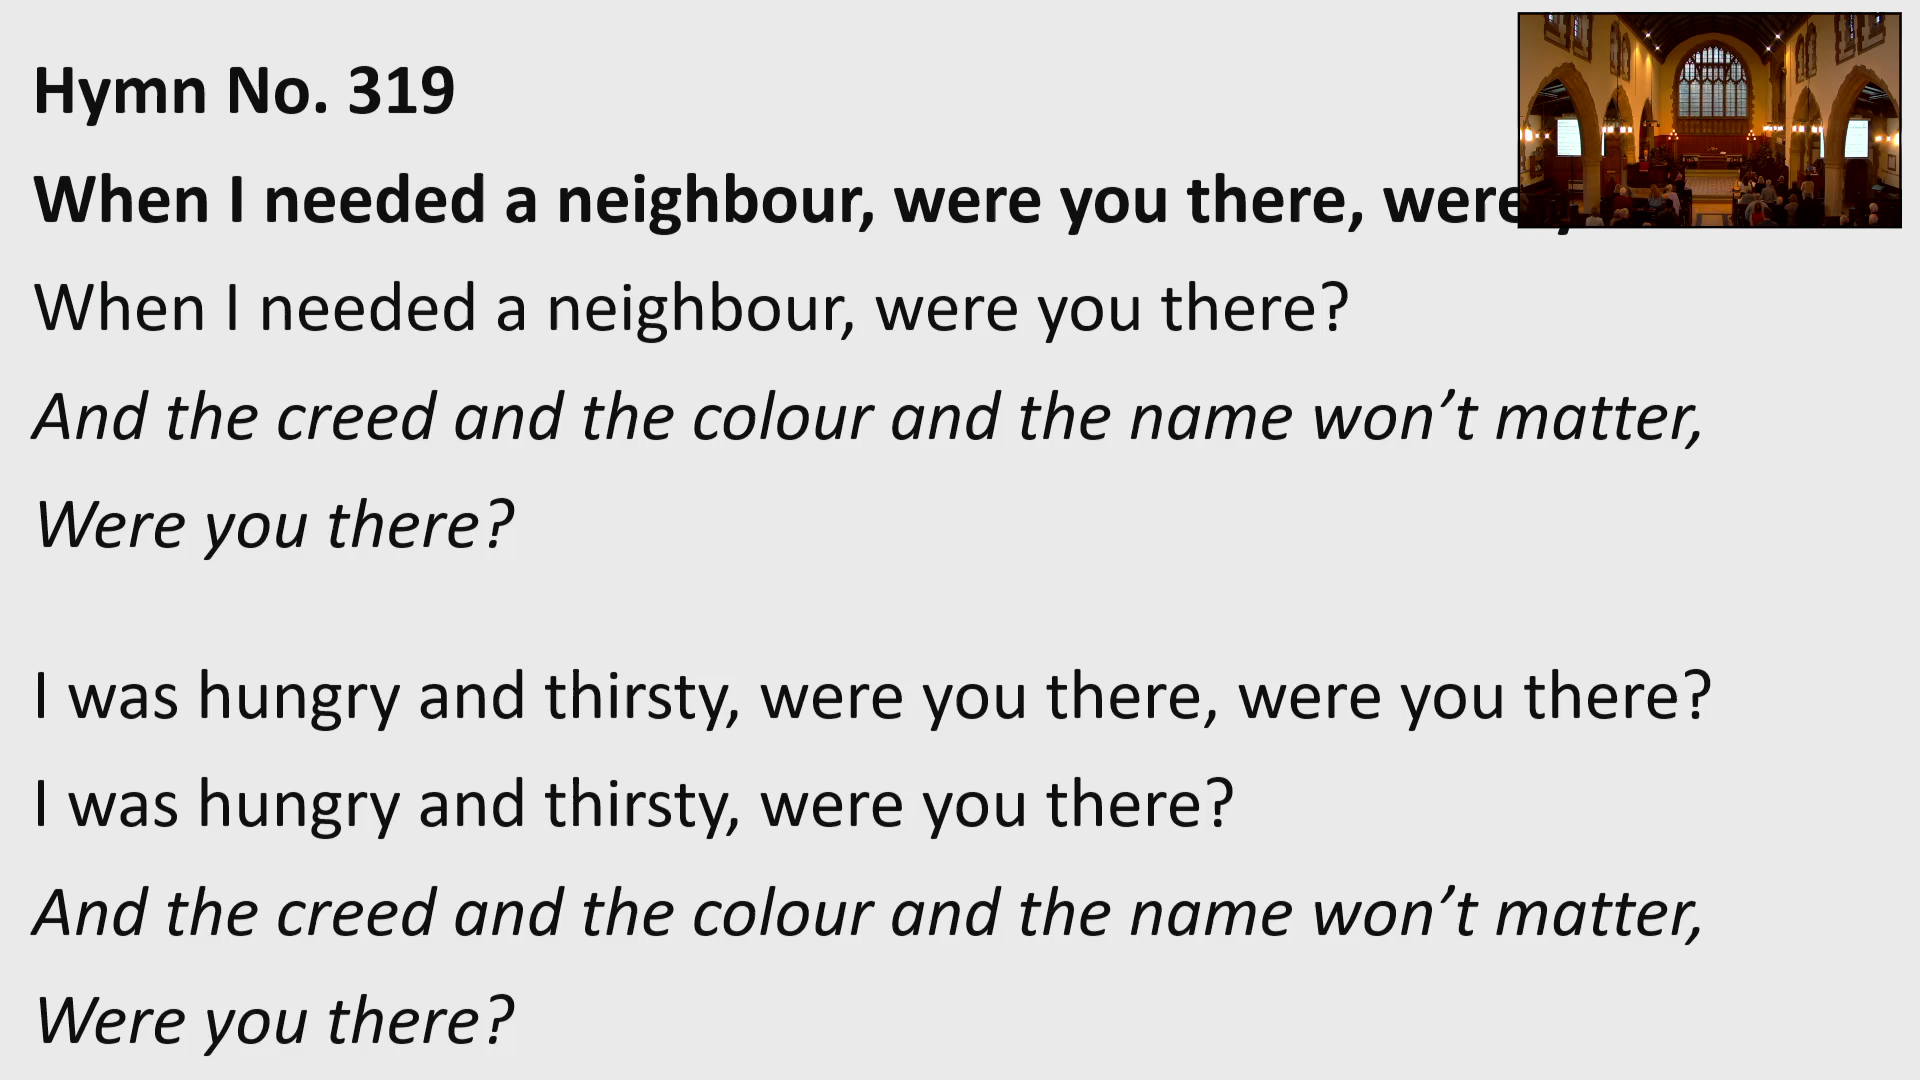 Hymn No. 319
When I needed a neighbour, were you there, were
When I needed a neighbour, were you there?
And the creed and the colour and the name won’t matter,
Were you there?
I was hungry and thirsty, were you there, were you there?
I was hungry and thirsty, were you there?
And the creed and the colour and the name won’t matter,
Were you there?